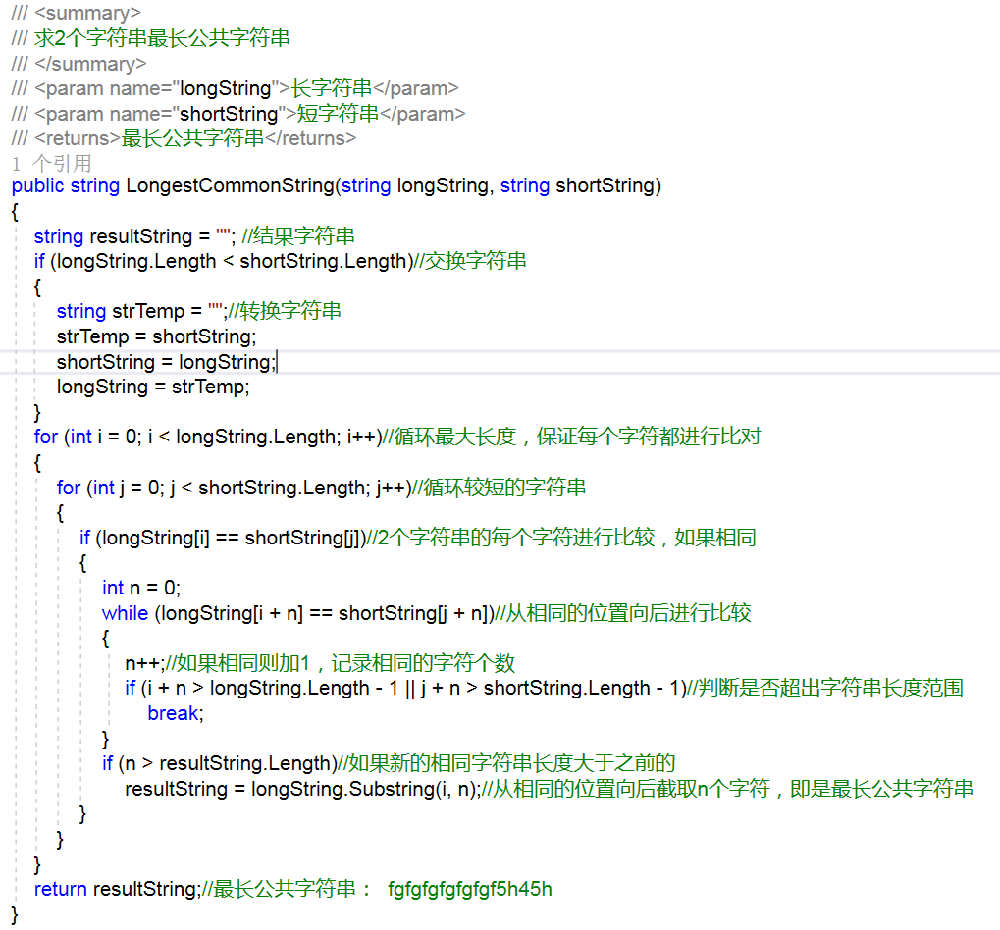 /// <summary>
/// 求2个字符串最长公共字符串
/// </summary>
/// <param name="longString">长字符串</param>
/// <param name="shortString">短字符串</param>
/// <returns>最长公共字符串</returns>
1 个引用
public string LongestCommonString(string longString, string shortString)
{
string resultString = ""; //结果字符串
if (longString.Length < shortString.Length)//交换字符串
{
string strTemp = "";//转换字符串
strTemp = shortString;
shortString = longString;
longString = strTemp;
}
for (int i = 0; i < longString.Length; i++)//循环最大长度，保证每个字符都进行比对
{
for (int j = 0; j < shortString.Length; j++)//循环较短的字符串
{
if (longString[i] == shortString[j])//2个字符串的每个字符进行比较，如果相同
{
int n = 0;
while (longString[i + n] == shortString[j + n])//从相同的位置向后进行比较
{
n++;//如果相同则加1，记录相同的字符个数
if (i + n > longString.Length - 1 || j + n > shortString.Length - 1)//判断是否超出字符串长度范围
break;
}
if (n > resultString.Length)//如果新的相同字符串长度大于之前的
resultString = longString.Substring(i, n);//从相同的位置向后截取n个字符，即是最长公共字符串
}
}
}
return resultString;//最长公共字符串： fgfgfgfgfgfgf5h45h
}